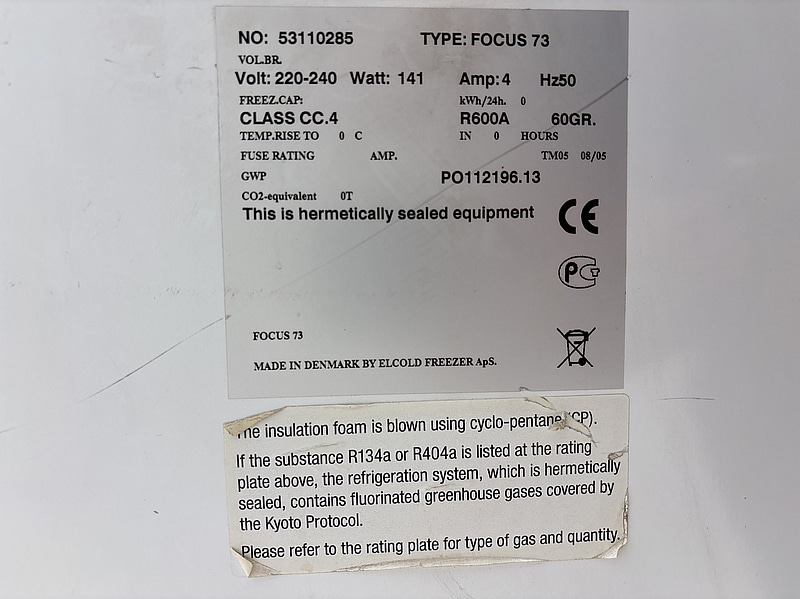 NO: 53110285 TYPE: FOCUS 73
VOL.BR.
Volt: 220-240 Watt: 141 Amp: 4 Hz50
FREEZ.CAP: kWh/24h. 0
CLASS CC.4 R600A 60GR.
TEMP.RISE TO 0 C IN 0 HOURS
FUSE RATING AMP. TM05 08/05
GWP PO112196.13
CO2-equivalent 0T
This is hermetically sealed equipment CE
PCT
FOCUS 73
MADE IN DENMARK BY ELCOLD FREEZER ApS.
The insulation foam is blown using cyclo-pentane (CP).
If the substance R134a or R404a is listed at the rating
plate above, the refrigeration system, which is hermetically
sealed, contains fluorinated greenhouse gases covered by
the Kyoto Protocol.
Please refer to the rating plate for type of gas and quantity.